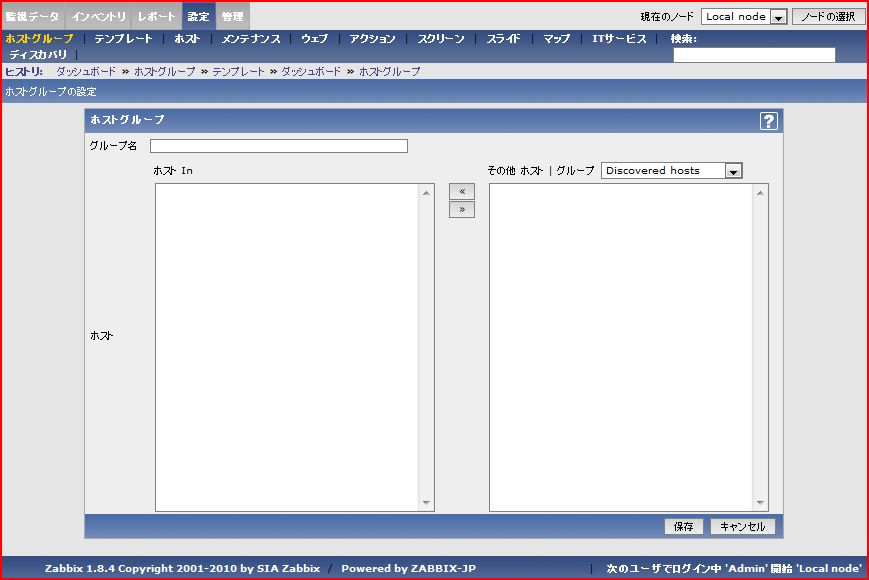 監視データ インベントリ レポート 設定 管理 現在のノード Local node ノードの選択
ホストグループ | テンプレート | ホスト | メンテナンス | ウェブ | アクション | スクリーン | スライド | マップ | ITサービス | 検索:
ディスカバリ |
ヒストリ: ダッシュボード » ホストグループ » テンプレート » ダッシュボード » ホストグループ
ホストグループの設定
ホストグループ ?
グループ名
ホスト In その他 ホスト | グループ Discovered hosts
«
»
ホスト
保存 キャンセル
Zabbix 1.8.4 Copyright 2001-2010 by SIA Zabbix / Powered by ZABBIX-JP | 次のユーザでログイン中 'Admin' 開始 'Local node'